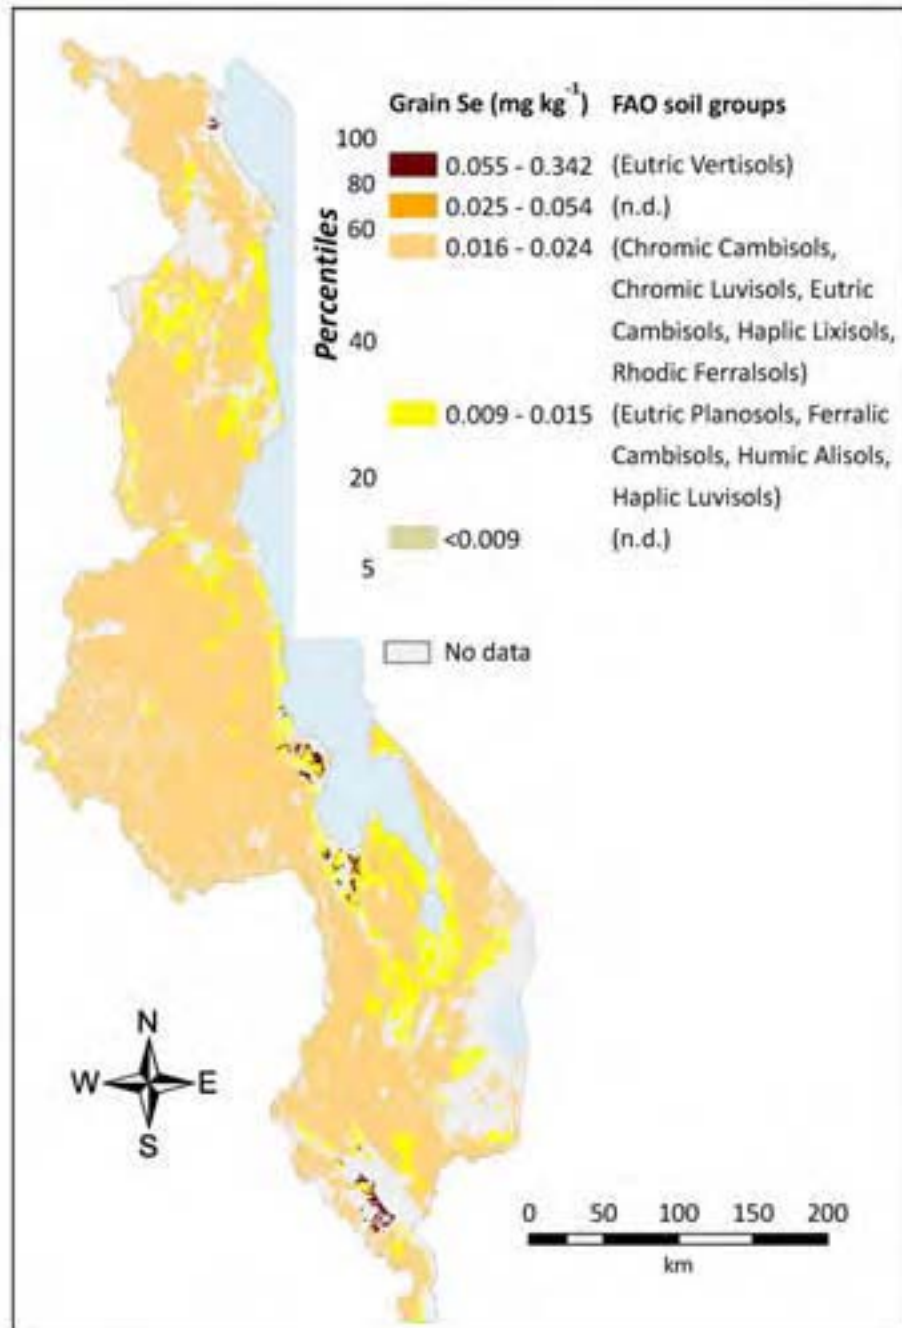 Grain Se (mg kg⁻¹) FAO soil groups
Percentiles
100
0.055 - 0.342 (Eutric Vertisols)
80
0.025 - 0.054 (n.d.)
60
0.016 - 0.024 (Chromic Cambisols,
Chromic Luvisols, Eutric
40
Cambisols, Haplic Lixisols,
Rhodic Ferralsols)
0.009 - 0.015 (Eutric Planosols, Ferralic
Cambisols, Humic Alisols,
20
Haplic Luvisols)
<0.009 (n.d.)
5
No data
N
W E
S
0 50 100 150 200
km